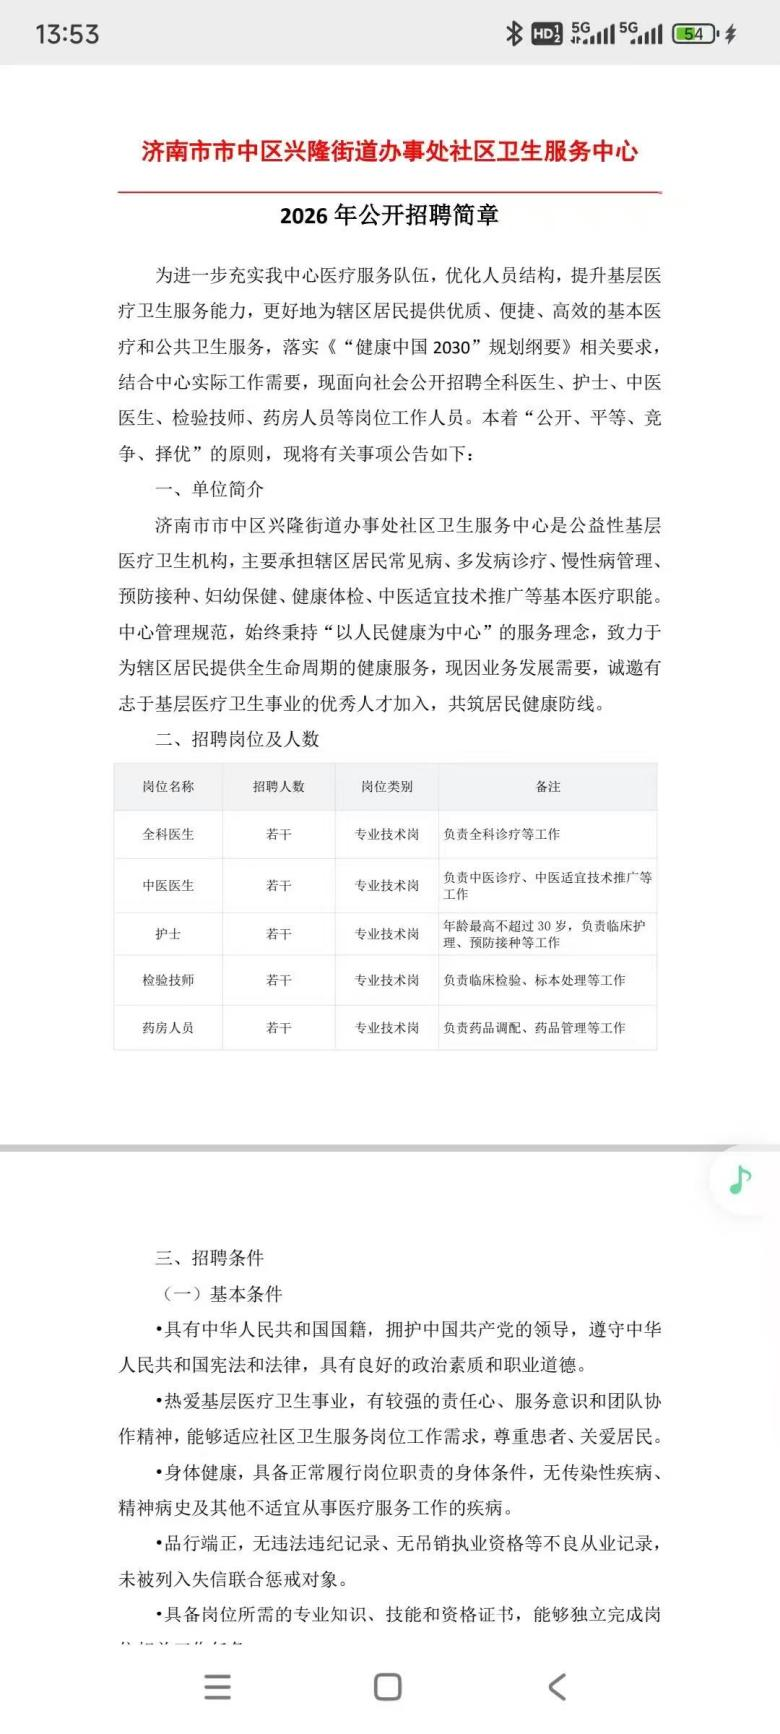 13:53
HD 1 2 5G 5G 54
济南市市中区兴隆街道办事处社区卫生服务中心
2026 年公开招聘简章
为进一步充实我中心医疗服务队伍，优化人员结构，提升基层医
疗卫生服务能力，更好地为辖区居民提供优质、便捷、高效的基本医
疗和公共卫生服务，落实《“健康中国 2030”规划纲要》相关要求，
结合中心实际工作需要，现面向社会公开招聘全科医生、护士、中医
医生、检验技师、药房人员等岗位工作人员。本着“公开、平等、竞
争、择优”的原则，现将有关事项公告如下：
一、单位简介
济南市市中区兴隆街道办事处社区卫生服务中心是公益性基层
医疗卫生机构，主要承担辖区居民常见病、多发病诊疗、慢性病管理、
预防接种、妇幼保健、健康体检、中医适宜技术推广等基本医疗职能。
中心管理规范，始终秉持“以人民健康为中心”的服务理念，致力于
为辖区居民提供全生命周期的健康服务，现因业务发展需要，诚邀有
志于基层医疗卫生事业的优秀人才加入，共筑居民健康防线。
二、招聘岗位及人数
岗位名称 招聘人数 岗位类别 备注
全科医生 若干 专业技术岗 负责全科诊疗等工作
中医医生 若干 专业技术岗 负责中医诊疗、中医适宜技术推广等
工作
护士 若干 专业技术岗 年龄最高不超过 30 岁，负责临床护
理、预防接种等工作
检验技师 若干 专业技术岗 负责临床检验、标本处理等工作
药房人员 若干 专业技术岗 负责药品调配、药品管理等工作
三、招聘条件
（一）基本条件
•具有中华人民共和国国籍，拥护中国共产党的领导，遵守中华
人民共和国宪法和法律，具有良好的政治素质和职业道德。
•热爱基层医疗卫生事业，有较强的责任心、服务意识和团队协
作精神，能够适应社区卫生服务岗位工作需求，尊重患者、关爱居民。
•身体健康，具备正常履行岗位职责的身体条件，无传染性疾病、
精神病史及其他不适宜从事医疗服务工作的疾病。
•品行端正，无违法违纪记录、无吊销执业资格等不良从业记录，
未被列入失信联合惩戒对象。
•具备岗位所需的专业知识、技能和资格证书，能够独立完成岗